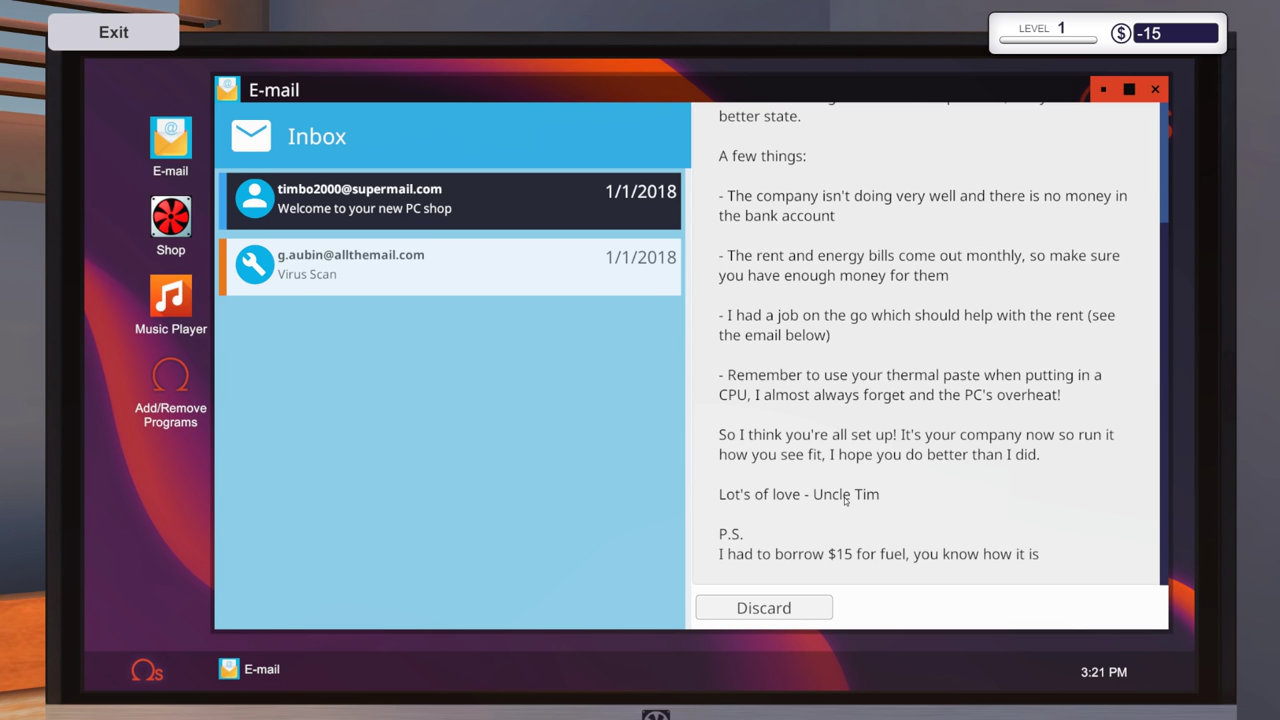 Exit
LEVEL 1
$ -15
E-mail
E-mail
Inbox
timbo2000@supermail.com 1/1/2018
Welcome to your new PC shop
g.aubin@allthemail.com 1/1/2018
Virus Scan
Shop
Music Player
Add/Remove
Programs
better state.
A few things:
- The company isn't doing very well and there is no money in
the bank account
- The rent and energy bills come out monthly, so make sure
you have enough money for them
- I had a job on the go which should help with the rent (see
the email below)
- Remember to use your thermal paste when putting in a
CPU, I almost always forget and the PC's overheat!
So I think you're all set up! It's your company now so run it
how you see fit, I hope you do better than I did.
Lot's of love - Uncle Tim
P.S.
I had to borrow $15 for fuel, you know how it is
Discard
Ωs
E-mail
3:21 PM